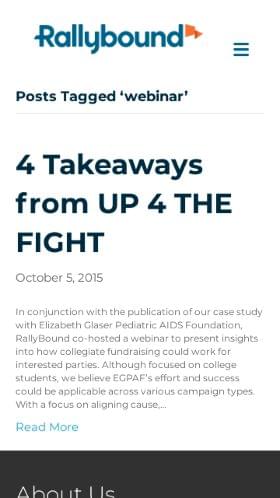 Rallybound
Posts Tagged ‘webinar’
4 Takeaways
from UP 4 THE
FIGHT
October 5, 2015
In conjunction with the publication of our case study
with Elizabeth Glaser Pediatric AIDS Foundation,
RallyBound co-hosted a webinar to present insights
into how collegiate fundraising could work for
interested parties. Although focused on college
students, we believe EGPAF’s effort and success
could be applicable across various campaign types.
With a focus on aligning cause,...
Read More
About Us